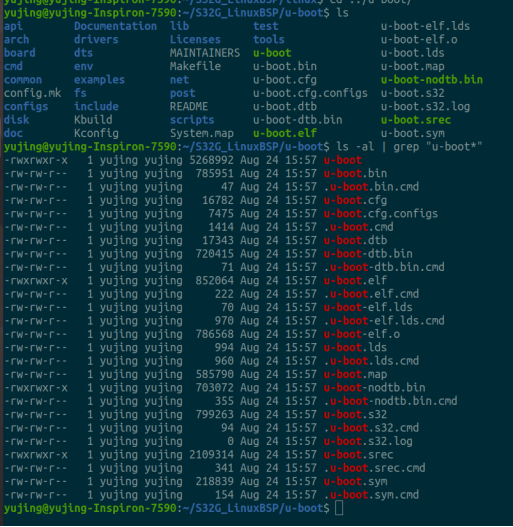 yujing@yujing-Inspiron-7590:~/S32G_LinuxBSP/linux$ cd ../u-boot/
yujing@yujing-Inspiron-7590:~/S32G_LinuxBSP/u-boot$ ls
api Documentation lib test u-boot-elf.lds
arch drivers Licenses tools u-boot-elf.o
board dts MAINTAINERS u-boot u-boot.lds
cmd env Makefile u-boot.bin u-boot.map
common examples net u-boot.cfg u-boot-nodtb.bin
config.mk fs post u-boot.cfg.configs u-boot.s32
configs include README u-boot.dtb u-boot.s32.log
disk Kbuild scripts u-boot-dtb.bin u-boot.srec
doc Kconfig System.map u-boot.elf u-boot.sym
yujing@yujing-Inspiron-7590:~/S32G_LinuxBSP/u-boot$ ls -al | grep "u-boot*"
-rwxrwxr-x 1 yujing yujing 5268992 Aug 24 15:57 u-boot
-rw-rw-r-- 1 yujing yujing 785951 Aug 24 15:57 u-boot.bin
-rw-rw-r-- 1 yujing yujing 47 Aug 24 15:57 .u-boot.bin.cmd
-rw-rw-r-- 1 yujing yujing 16782 Aug 24 15:57 u-boot.cfg
-rw-rw-r-- 1 yujing yujing 7475 Aug 24 15:57 u-boot.cfg.configs
-rw-rw-r-- 1 yujing yujing 1414 Aug 24 15:57 .u-boot.cmd
-rw-rw-r-- 1 yujing yujing 17343 Aug 24 15:57 u-boot.dtb
-rw-rw-r-- 1 yujing yujing 720415 Aug 24 15:57 u-boot-dtb.bin
-rw-rw-r-- 1 yujing yujing 71 Aug 24 15:57 .u-boot-dtb.bin.cmd
-rwxrwxr-x 1 yujing yujing 852064 Aug 24 15:57 u-boot.elf
-rw-rw-r-- 1 yujing yujing 222 Aug 24 15:57 .u-boot.elf.cmd
-rw-rw-r-- 1 yujing yujing 70 Aug 24 15:57 u-boot-elf.lds
-rw-rw-r-- 1 yujing yujing 970 Aug 24 15:57 .u-boot-elf.lds.cmd
-rw-rw-r-- 1 yujing yujing 786568 Aug 24 15:57 u-boot-elf.o
-rw-rw-r-- 1 yujing yujing 994 Aug 24 15:57 u-boot.lds
-rw-rw-r-- 1 yujing yujing 960 Aug 24 15:57 .u-boot.lds.cmd
-rw-rw-r-- 1 yujing yujing 585790 Aug 24 15:57 u-boot.map
-rwxrwxr-x 1 yujing yujing 703072 Aug 24 15:57 u-boot-nodtb.bin
-rw-rw-r-- 1 yujing yujing 355 Aug 24 15:57 .u-boot-nodtb.bin.cmd
-rw-rw-r-- 1 yujing yujing 799263 Aug 24 15:57 u-boot.s32
-rw-rw-r-- 1 yujing yujing 94 Aug 24 15:57 .u-boot.s32.cmd
-rw-rw-r-- 1 yujing yujing 0 Aug 24 15:57 u-boot.s32.log
-rwxrwxr-x 1 yujing yujing 2109314 Aug 24 15:57 u-boot.srec
-rw-rw-r-- 1 yujing yujing 341 Aug 24 15:57 .u-boot.srec.cmd
-rw-rw-r-- 1 yujing yujing 218839 Aug 24 15:57 u-boot.sym
-rw-rw-r-- 1 yujing yujing 154 Aug 24 15:57 .u-boot.sym.cmd
yujing@yujing-Inspiron-7590:~/S32G_LinuxBSP/u-boot$